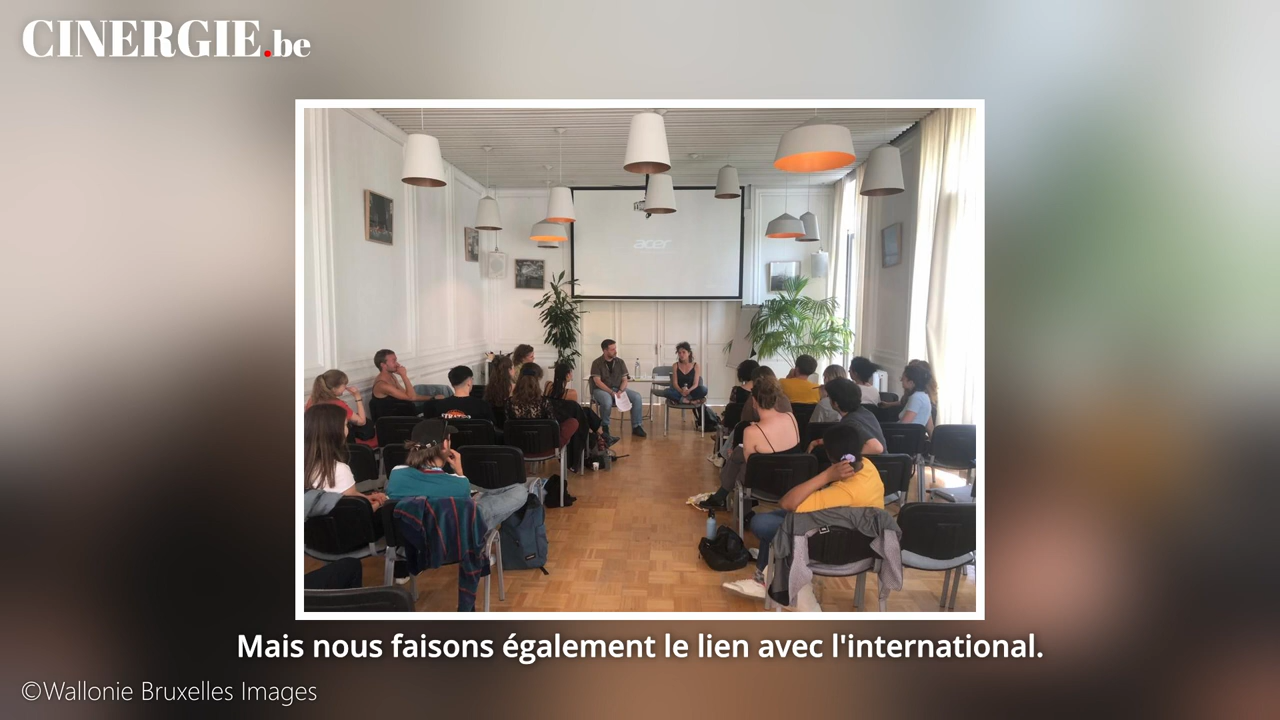 CINERGIE.be
acer
Mais nous faisons également le lien avec l'international.
©Wallonie Bruxelles Images